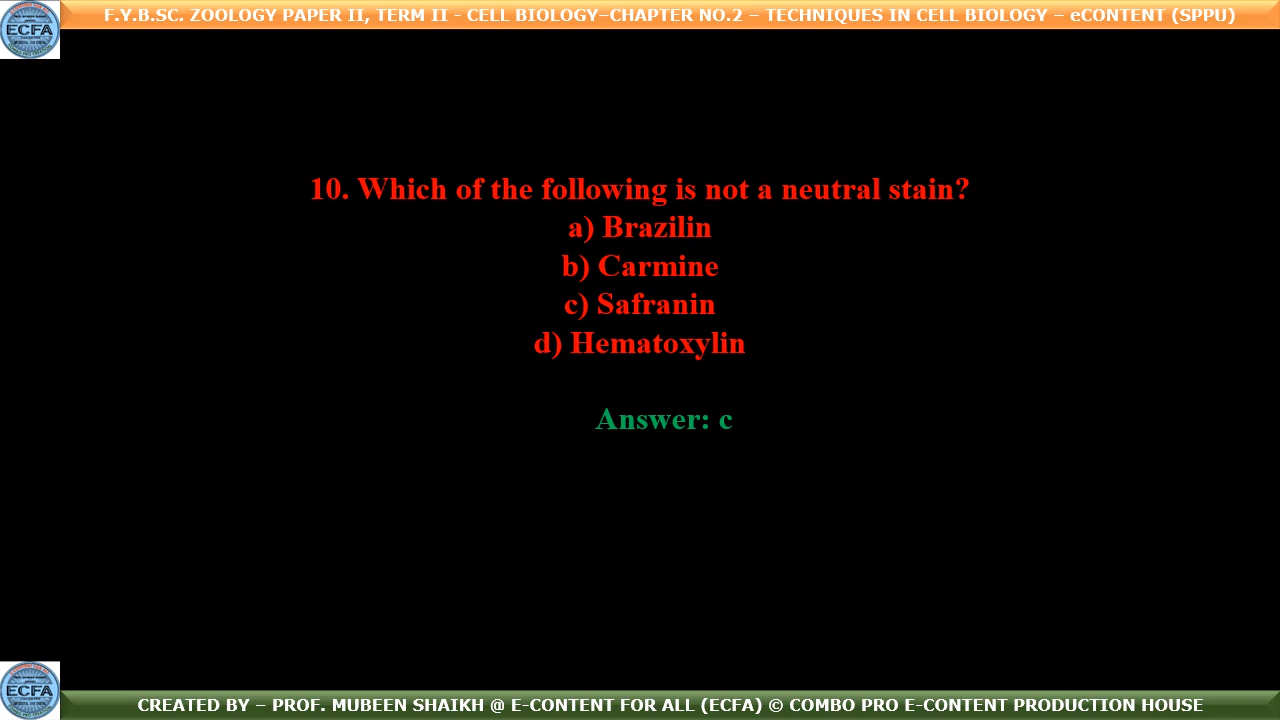 F.Y.B.SC. ZOOLOGY PAPER II, TERM II - CELL BIOLOGY–CHAPTER NO.2 – TECHNIQUES IN CELL BIOLOGY – eCONTENT (SPPU)
ECFA
10. Which of the following is not a neutral stain?
a) Brazilin
b) Carmine
c) Safranin
d) Hematoxylin
Answer: c
ECFA
CREATED BY – PROF. MUBEEN SHAIKH @ E-CONTENT FOR ALL (ECFA) © COMBO PRO E-CONTENT PRODUCTION HOUSE